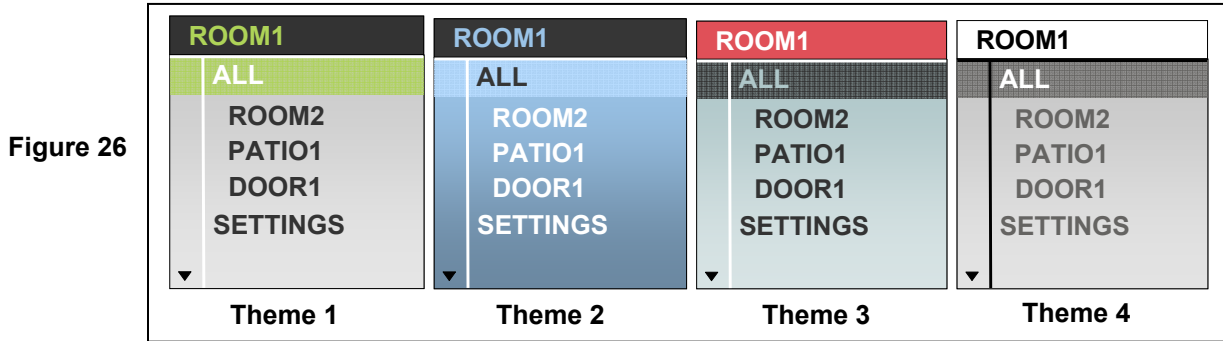 Figure 26
ROOM1
ALL
ROOM2
PATIO1
DOOR1
SETTINGS
Theme 1
ROOM1
ALL
ROOM2
PATIO1
DOOR1
SETTINGS
Theme 2
ROOM1
ALL
ROOM2
PATIO1
DOOR1
SETTINGS
Theme 3
ROOM1
ALL
ROOM2
PATIO1
DOOR1
SETTINGS
Theme 4